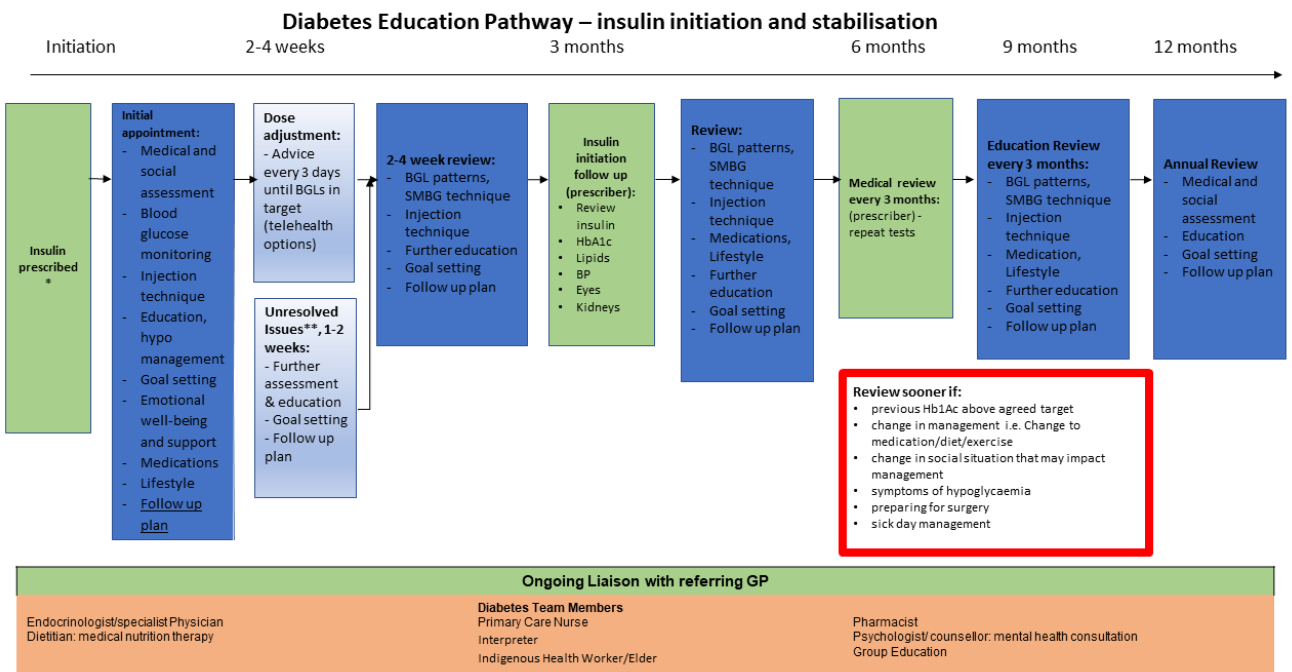 Diabetes Education Pathway – insulin initiation and stabilisation
Initiation
2-4 weeks
3 months
6 months
9 months
12 months
Insulin
prescribed
*
Initial
appointment:
- Medical and
social
assessment
- Blood
glucose
monitoring
- Injection
technique
- Education,
hypo
management
- Goal setting
- Emotional
well-being
and support
- Medications
- Lifestyle
- Follow up
plan
Dose
adjustment:
- Advice
every 3 days
until BGLs in
target
(telehealth
options)
Unresolved
Issues**, 1-2
weeks:
- Further
assessment
& education
- Goal setting
- Follow up
plan
2-4 week review:
- BGL patterns,
SMBG technique
- Injection
technique
- Further education
- Goal setting
- Follow up plan
Insulin
initiation
follow up
(prescriber):
• Review
insulin
• HbA1c
• Lipids
• BP
• Eyes
• Kidneys
Review:
- BGL patterns,
SMBG
technique
- Injection
technique
- Medications,
Lifestyle
- Further
education
- Goal setting
- Follow up plan
Medical review
every 3 months:
(prescriber) -
repeat tests
Education Review
every 3 months:
- BGL patterns,
SMBG technique
- Injection
technique
- Medication,
Lifestyle
- Further education
- Goal setting
- Follow up plan
Annual Review
- Medical and
social
assessment
- Education
- Goal setting
- Follow up plan
Review sooner if:
• previous Hb1Ac above agreed target
• change in management i.e. Change to
medication/diet/exercise
• change in social situation that may impact
management
• symptoms of hypoglycaemia
• preparing for surgery
• sick day management
Ongoing Liaison with referring GP
Endocrinologist/specialist Physician
Dietitian: medical nutrition therapy
Diabetes Team Members
Primary Care Nurse
Interpreter
Indigenous Health Worker/Elder
Pharmacist
Psychologist/ counsellor: mental health consultation
Group Education